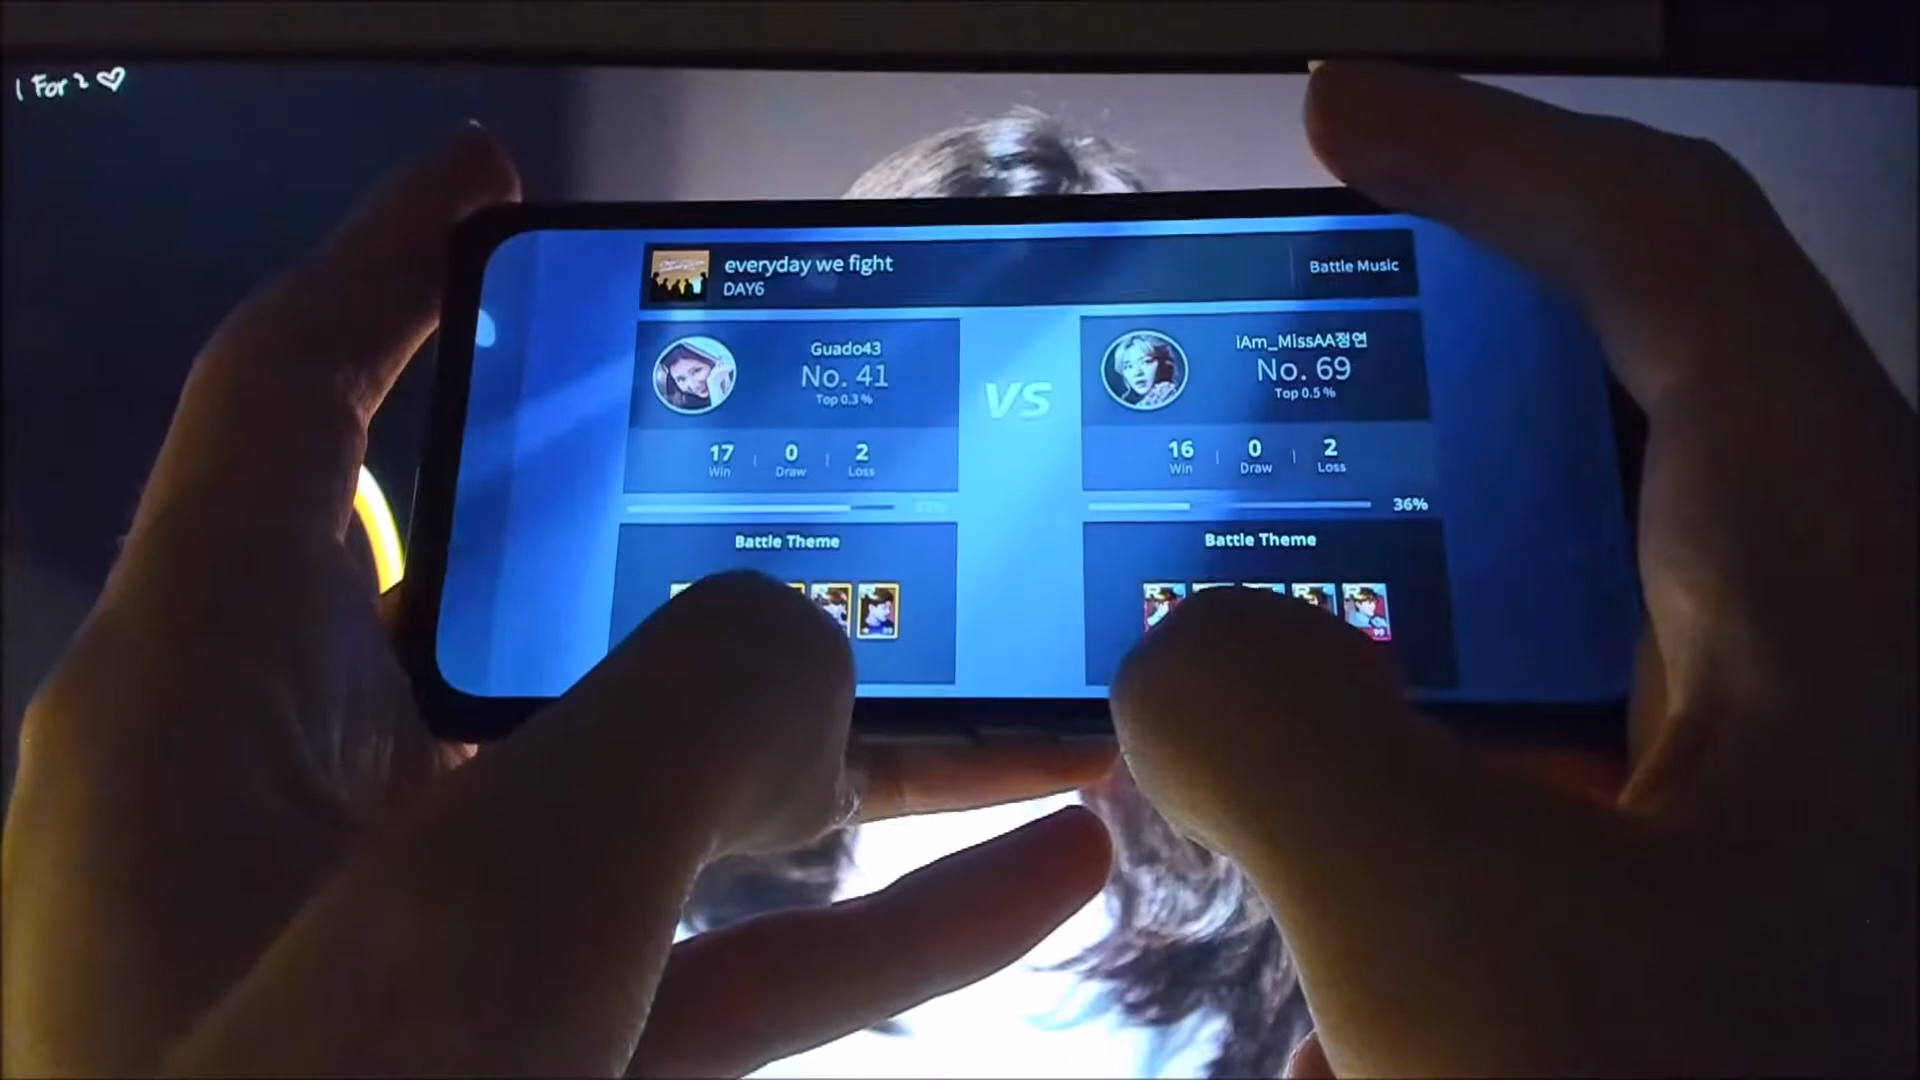 1 For 2 ♡
everyday we fight
DAY6
Battle Music
Guado43
No. 41
Top 0.3 %
17
0
2
Win
Draw
Loss
VS
iAm_MissAA정연
No. 69
Top 0.5 %
16
0
2
Win
Draw
Loss
36%
Battle Theme
Battle Theme
R
R
99